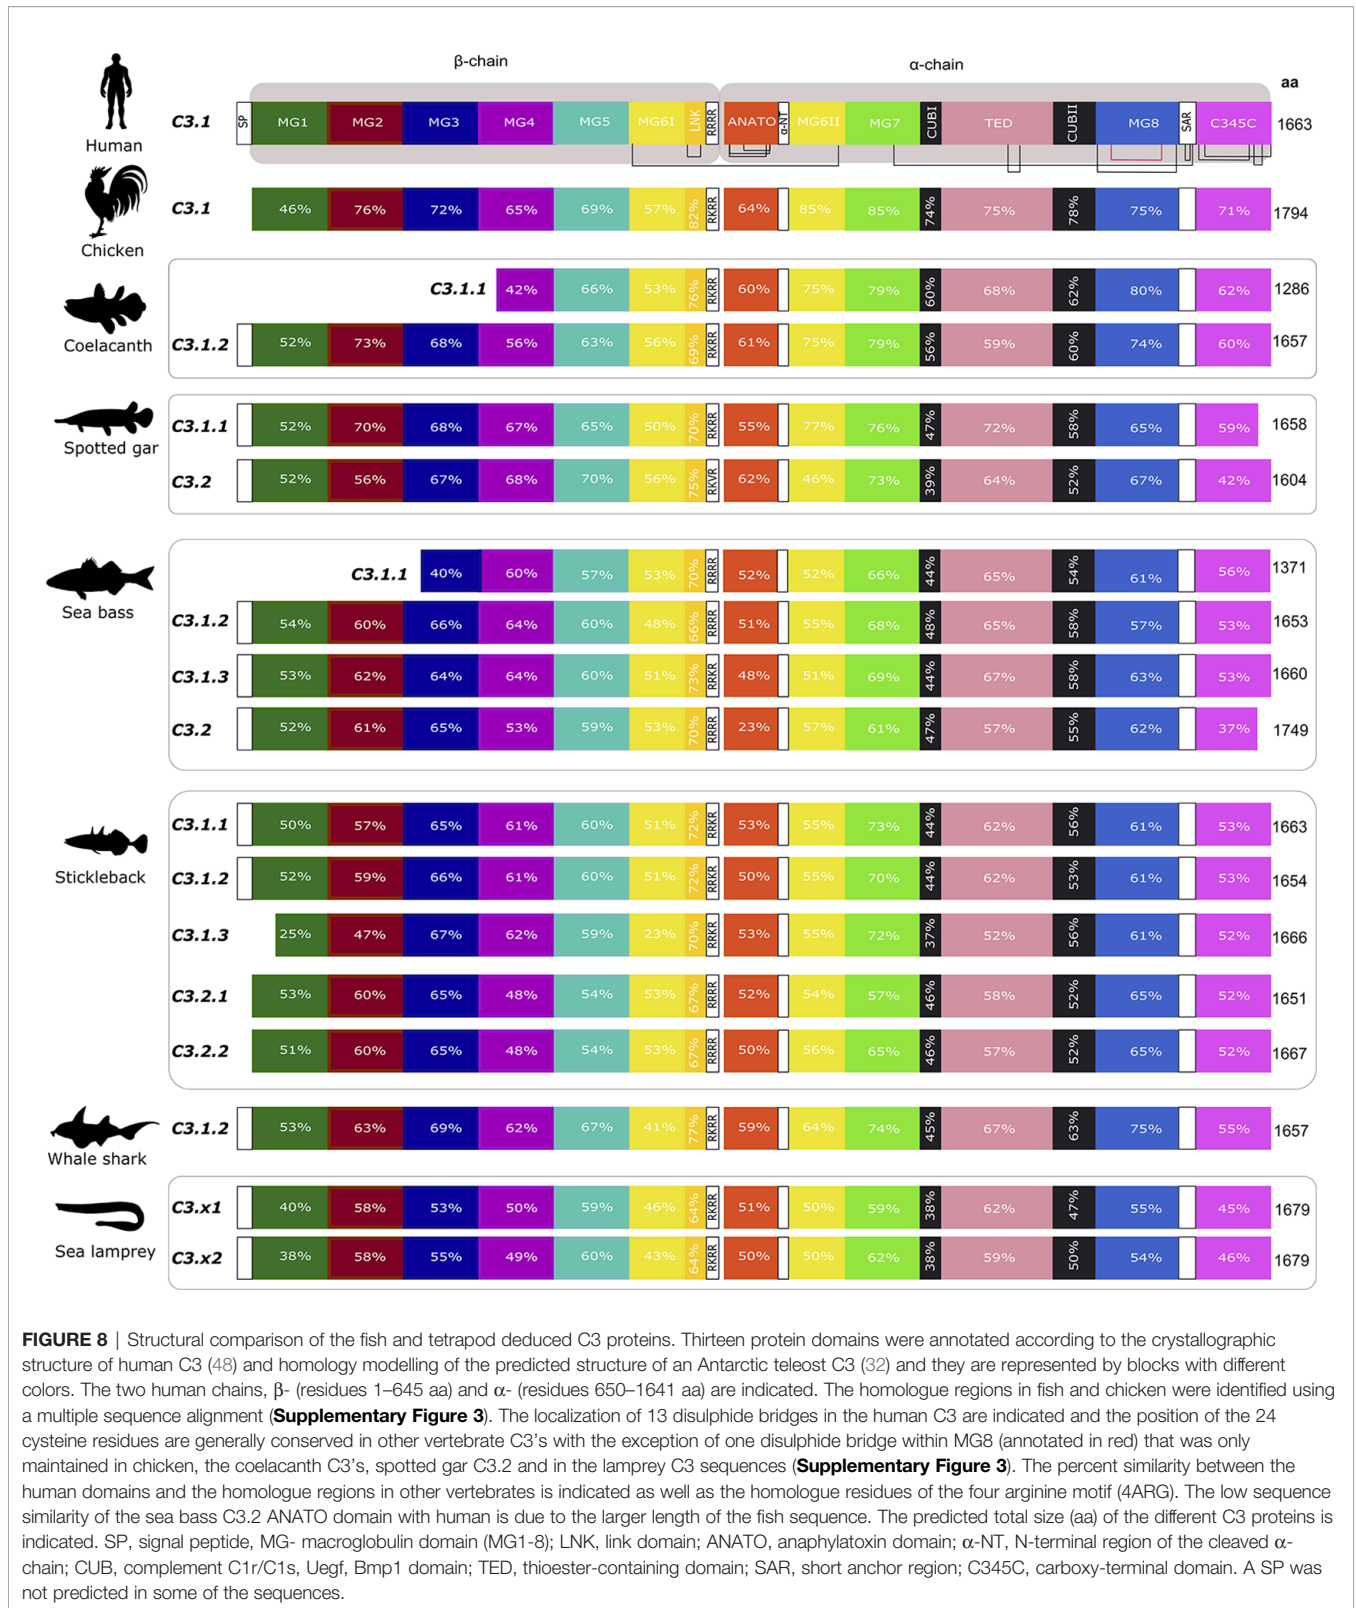 β-chain
α-chain
aa
Human
C3.1 SP MG1 MG2 MG3 MG4 MG5 MG6I LNK RRRR ANATO α-NT MG6II MG7 CUBI TED CUBII MG8 SAR C345C 1663
Chicken
C3.1 46% 76% 72% 65% 69% 57% 82% RKRR 64% 85% 85% 74% 75% 78% 75% 71% 1794
Coelacanth
C3.1.1 42% 66% 53% 76% RKRR 60% 75% 79% 60% 68% 62% 80% 62% 1286
C3.1.2 52% 73% 68% 56% 63% 56% 69% RKRR 61% 75% 79% 56% 59% 60% 74% 60% 1657
Spotted gar
C3.1.1 52% 70% 68% 67% 65% 50% 70% RKRR 55% 77% 76% 47% 72% 58% 65% 59% 1658
C3.2 52% 56% 67% 68% 70% 56% 75% RKVR 62% 46% 73% 39% 64% 52% 67% 42% 1604
Sea bass
C3.1.1 40% 60% 57% 53% 70% RRRR 52% 52% 66% 44% 65% 54% 61% 56% 1371
C3.1.2 54% 60% 66% 64% 60% 48% 66% RRRR 51% 55% 68% 48% 65% 58% 57% 53% 1653
C3.1.3 53% 62% 64% 64% 60% 51% 73% RRKR 48% 51% 69% 44% 67% 58% 63% 53% 1660
C3.2 52% 61% 65% 53% 59% 53% 70% RRRR 23% 57% 61% 47% 57% 55% 62% 37% 1749
Stickleback
C3.1.1 50% 57% 65% 61% 60% 51% 72% RRKR 53% 55% 73% 44% 62% 56% 61% 53% 1663
C3.1.2 52% 59% 66% 61% 60% 51% 72% RRKR 50% 55% 70% 44% 62% 53% 61% 53% 1654
C3.1.3 25% 47% 67% 62% 59% 23% 70% RRKR 53% 55% 72% 37% 52% 56% 61% 52% 1666
C3.2.1 53% 60% 65% 48% 54% 53% 67% RRRR 52% 54% 57% 46% 58% 52% 65% 52% 1651
C3.2.2 51% 60% 65% 48% 54% 53% 67% RRRR 50% 56% 65% 46% 57% 52% 65% 52% 1667
Whale shark
C3.1.2 53% 63% 69% 62% 67% 41% 77% RKRR 59% 64% 74% 45% 67% 63% 75% 55% 1657
Sea lamprey
C3.x1 40% 58% 53% 50% 59% 46% 64% RKRR 51% 50% 59% 38% 62% 47% 55% 45% 1679
C3.x2 38% 58% 55% 49% 60% 43% 64% RKRR 50% 50% 62% 38% 59% 50% 54% 46% 1679
FIGURE 8 | Structural comparison of the fish and tetrapod deduced C3 proteins. Thirteen protein domains were annotated according to the crystallographic
structure of human C3 (48) and homology modelling of the predicted structure of an Antarctic teleost C3 (32) and they are represented by blocks with different
colors. The two human chains, β- (residues 1–645 aa) and α- (residues 650–1641 aa) are indicated. The homologue regions in fish and chicken were identified using
a multiple sequence alignment (Supplementary Figure 3). The localization of 13 disulphide bridges in the human C3 are indicated and the position of the 24
cysteine residues are generally conserved in other vertebrate C3's with the exception of one disulphide bridge within MG8 (annotated in red) that was only
maintained in chicken, the coelacanth C3's, spotted gar C3.2 and in the lamprey C3 sequences (Supplementary Figure 3). The percent similarity between the
human domains and the homologue regions in other vertebrates is indicated as well as the homologue residues of the four arginine motif (4ARG). The low sequence
similarity of the sea bass C3.2 ANATO domain with human is due to the larger length of the fish sequence. The predicted total size (aa) of the different C3 proteins is
indicated. SP, signal peptide, MG- macroglobulin domain (MG1-8); LNK, link domain; ANATO, anaphylatoxin domain; α-NT, N-terminal region of the cleaved α-
chain; CUB, complement C1r/C1s, Uegf, Bmp1 domain; TED, thioester-containing domain; SAR, short anchor region; C345C, carboxy-terminal domain. A SP was
not predicted in some of the sequences.